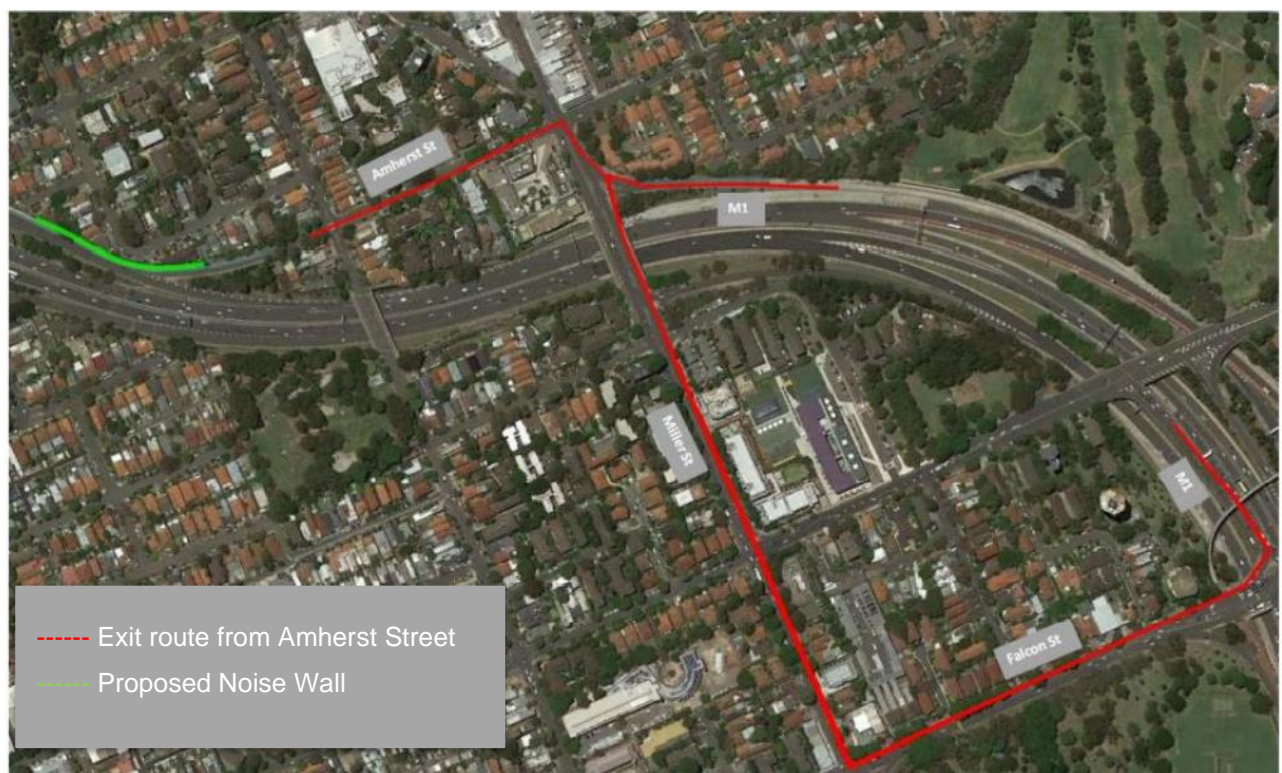 Amherst St
M1
Miller St
M1
Falcon St
Exit route from Amherst Street
Proposed Noise Wall